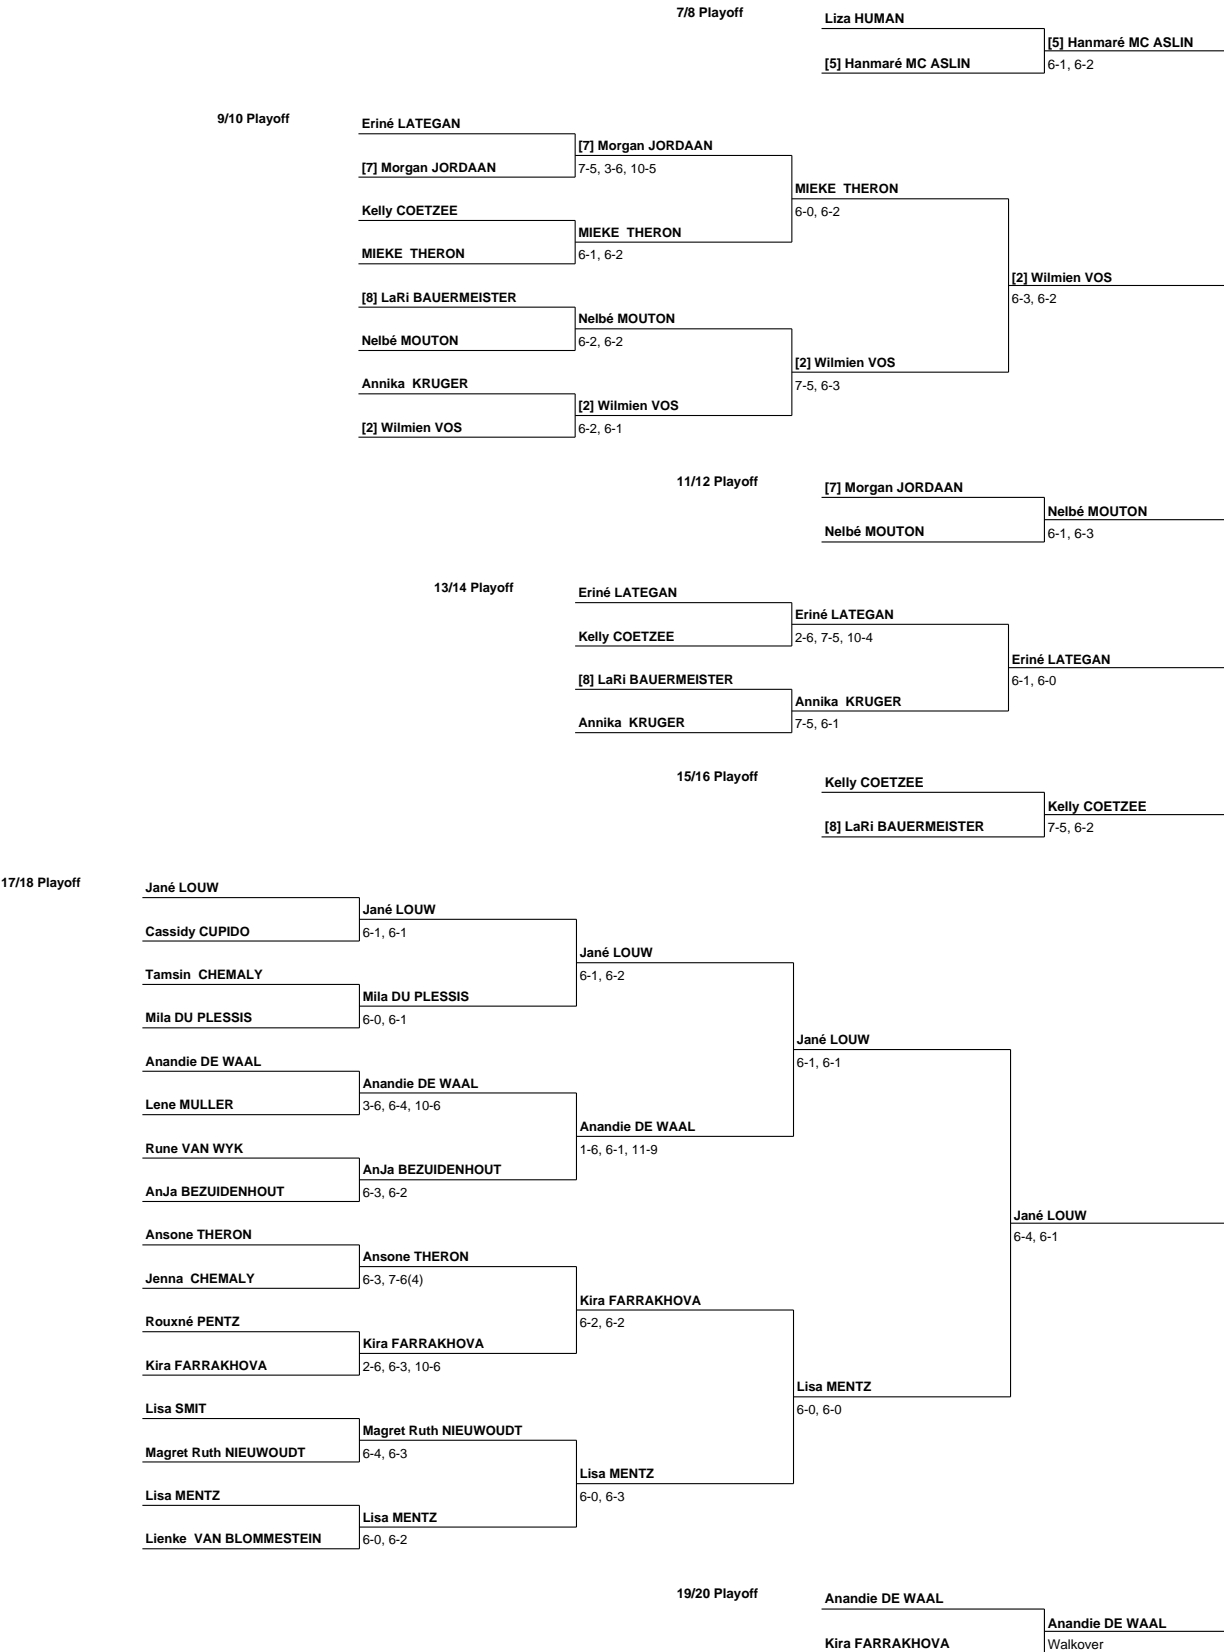 7/8 Playoff
Liza HUMAN
[5] Hanmaré MC ASLIN
[5] Hanmaré MC ASLIN
6-1, 6-2
9/10 Playoff
Eriné LATEGAN
[7] Morgan JORDAAN
[7] Morgan JORDAAN
7-5, 3-6, 10-5
MIEKE THERON
Kelly COETZEE
6-0, 6-2
MIEKE THERON
MIEKE THERON
6-1, 6-2
[2] Wilmien VOS
[8] LaRi BAUERMEISTER
6-3, 6-2
Nelbé MOUTON
Nelbé MOUTON
6-2, 6-2
[2] Wilmien VOS
Annika KRUGER
7-5, 6-3
[2] Wilmien VOS
[2] Wilmien VOS
6-2, 6-1
11/12 Playoff
[7] Morgan JORDAAN
Nelbé MOUTON
Nelbé MOUTON
6-1, 6-3
13/14 Playoff
Eriné LATEGAN
Eriné LATEGAN
Kelly COETZEE
2-6, 7-5, 10-4
Eriné LATEGAN
[8] LaRi BAUERMEISTER
6-1, 6-0
Annika KRUGER
Annika KRUGER
7-5, 6-1
15/16 Playoff
Kelly COETZEE
Kelly COETZEE
[8] LaRi BAUERMEISTER
7-5, 6-2
17/18 Playoff
Jané LOUW
Jané LOUW
Cassidy CUPIDO
6-1, 6-1
Jané LOUW
Tamsin CHEMALY
6-1, 6-2
Mila DU PLESSIS
Mila DU PLESSIS
6-0, 6-1
Jané LOUW
Anandie DE WAAL
6-1, 6-1
Anandie DE WAAL
Lene MULLER
3-6, 6-4, 10-6
Anandie DE WAAL
Rune VAN WYK
1-6, 6-1, 11-9
AnJa BEZUIDENHOUT
AnJa BEZUIDENHOUT
6-3, 6-2
Jané LOUW
Ansone THERON
6-4, 6-1
Ansone THERON
Jenna CHEMALY
6-3, 7-6(4)
Kira FARRAKHOVA
Rouxné PENTZ
6-2, 6-2
Kira FARRAKHOVA
Kira FARRAKHOVA
2-6, 6-3, 10-6
Lisa MENTZ
Lisa SMIT
6-0, 6-0
Magret Ruth NIEUWOUDT
Magret Ruth NIEUWOUDT
6-4, 6-3
Lisa MENTZ
Lisa MENTZ
6-0, 6-3
Lisa MENTZ
Lienke VAN BLOMMESTEIN
6-0, 6-2
19/20 Playoff
Anandie DE WAAL
Anandie DE WAAL
Kira FARRAKHOVA
Walkover